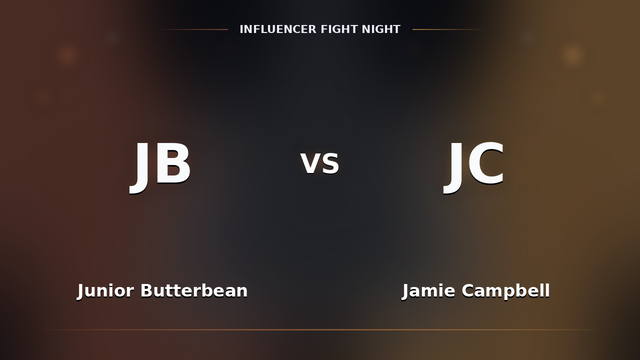 INFLUENCER FIGHT NIGHT
JB
VS
JC
Junior Butterbean
Jamie Campbell